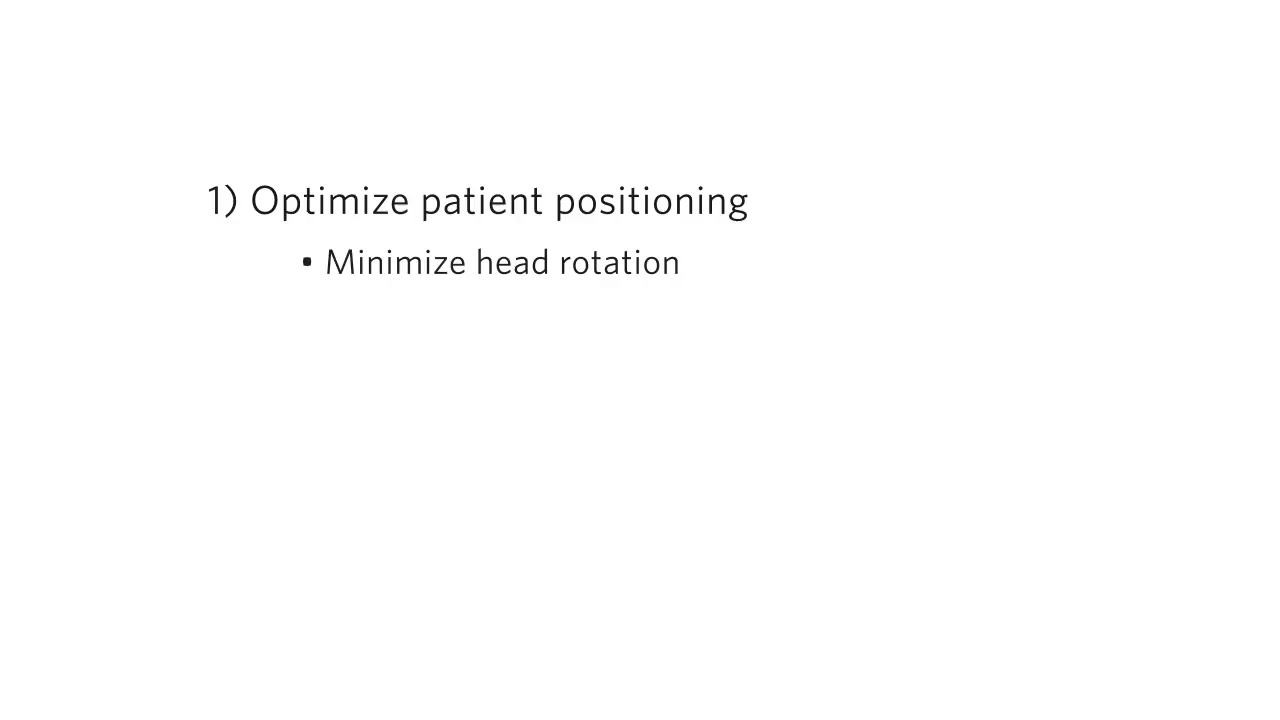 1) Optimize patient positioning
• Minimize head rotation